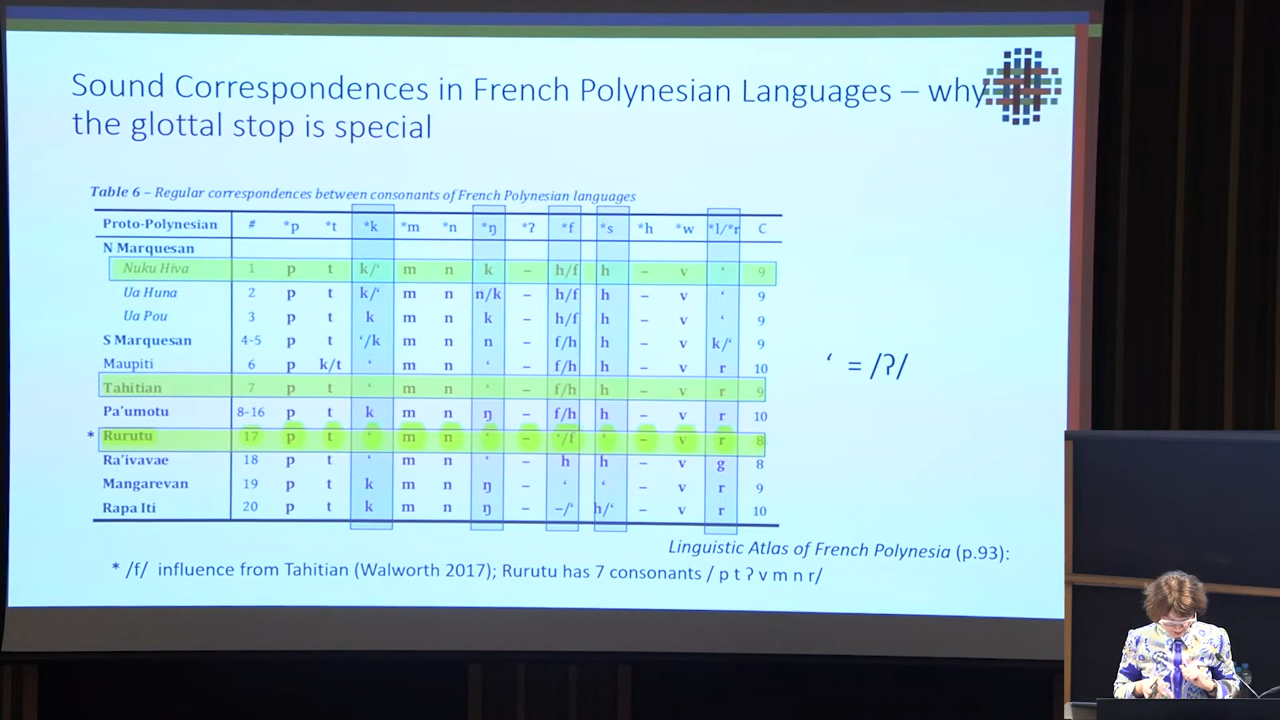 Sound Correspondences in French Polynesian Languages – why
the glottal stop is special
Table 6 – Regular correspondences between consonants of French Polynesian languages
Proto-Polynesian # *p *t *k *m *n *ŋ *ʔ *f *s *h *w *l/*r C
N Marquesan
Nuku Hiva 1 p t k/‘ m n k – h/f h – v ‘ 9
Ua Huna 2 p t k/‘ m n n/k – h/f h – v ‘ 9
Ua Pou 3 p t k m n k – h/f h – v ‘ 9
S Marquesan 4-5 p t ‘/k m n n – f/h h – v k/‘ 9
Maupiti 6 p k/t ‘ m n ‘ – f/h h – v r 10
Tahitian 7 p t ‘ m n ‘ – f/h h – v r 9
Pa‘umotu 8-16 p t k m n ŋ – f/h h – v r 10
* Rurutu 17 p t ‘ m n ‘ – ‘/f ‘ – v r 8
Ra‘ivavae 18 p t ‘ m n ‘ – h h – v g 8
Mangarevan 19 p t k m n ŋ – ‘ ‘ – v r 9
Rapa Iti 20 p t k m n ŋ – –/‘ h/‘ – v r 10
‘ = /ʔ/
Linguistic Atlas of French Polynesia (p.93):
* /f/ influence from Tahitian (Walworth 2017); Rurutu has 7 consonants / p t ʔ v m n r/